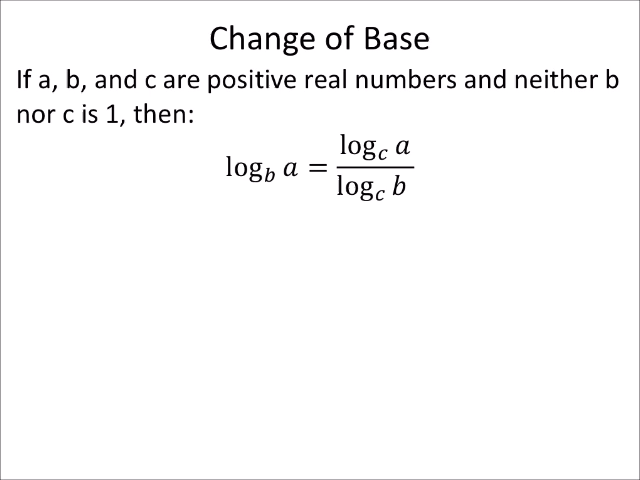 Change of Base
If a, b, and c are positive real numbers and neither b
nor c is 1, then:
log_b a = log_c a / log_c b